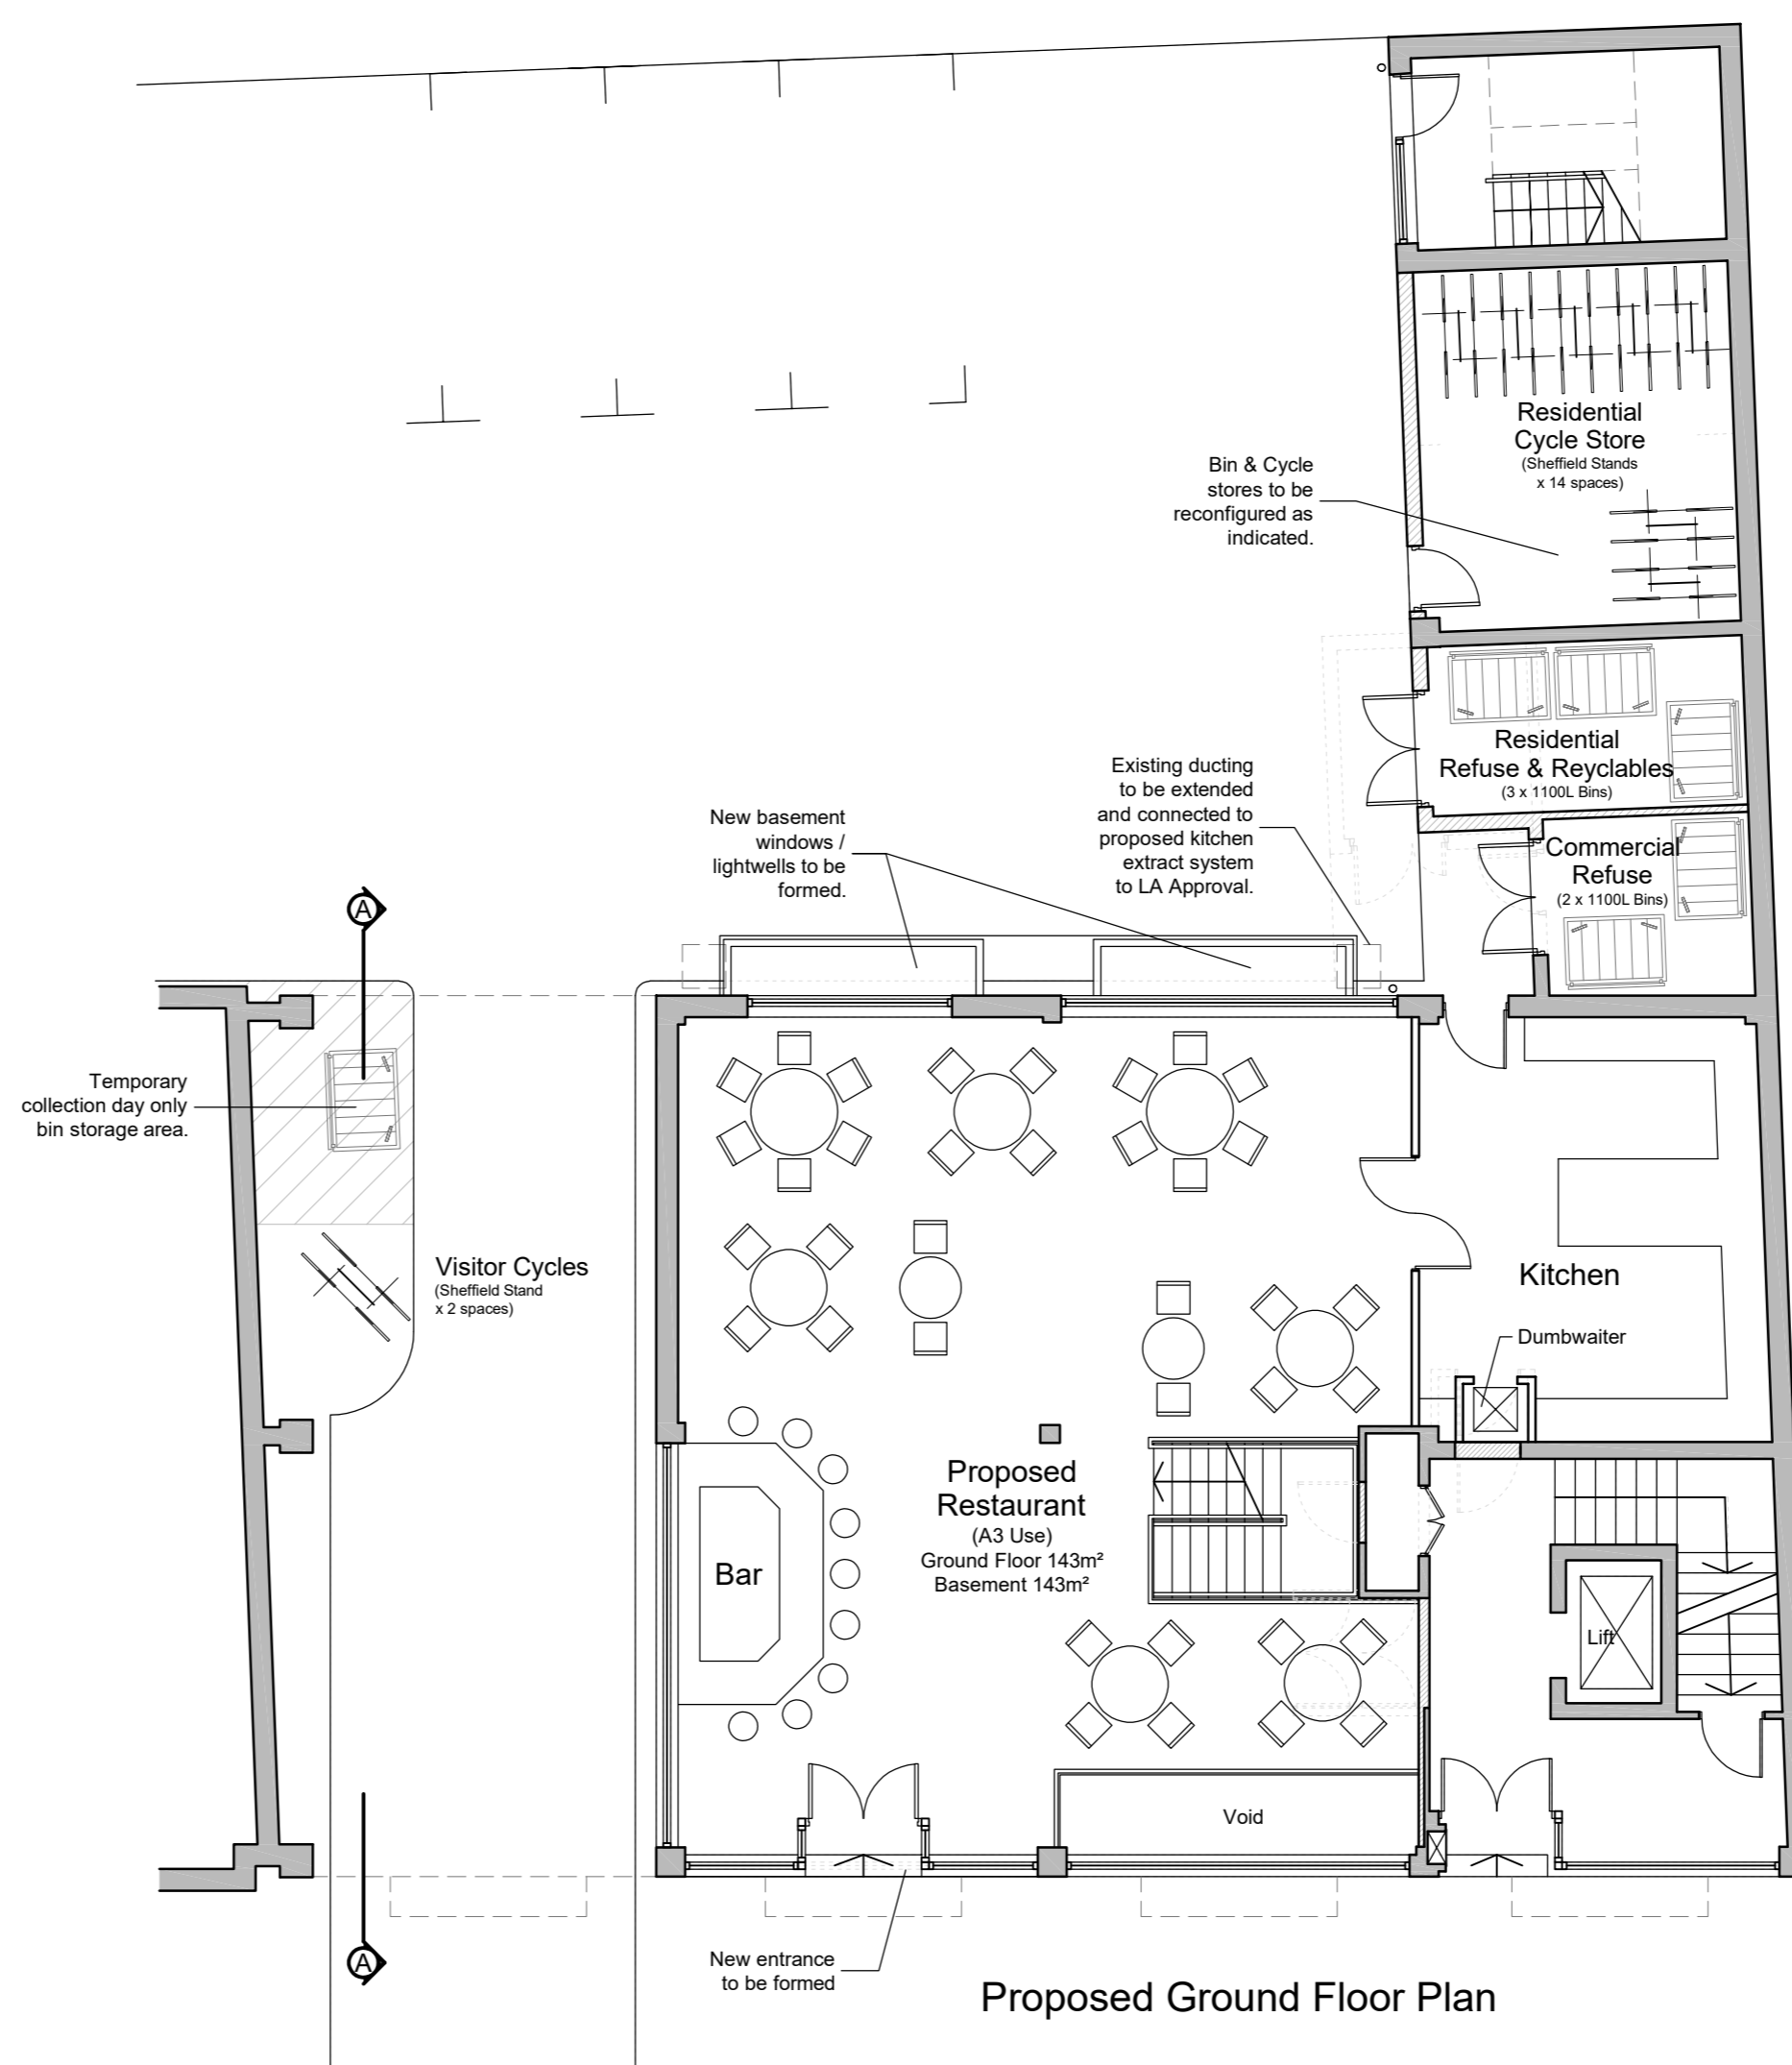 Residential
Cycle Store
(Sheffield Stands
x 14 spaces)
Bin & Cycle
stores to be
reconfigured as
indicated.
Residential
Refuse & Reyclables
(3 x 1100L Bins)
Existing ducting
to be extended
and connected to
proposed kitchen
extract system
to LA Approval.
New basement
windows /
lightwells to be
formed.
Commercial
Refuse
(2 x 1100L Bins)
A
Temporary
collection day only
bin storage area.
Visitor Cycles
(Sheffield Stand
x 2 spaces)
Kitchen
Dumbwaiter
Proposed
Restaurant
(A3 Use)
Ground Floor 143m²
Basement 143m²
Bar
Lift
Void
A
New entrance
to be formed
Proposed Ground Floor Plan